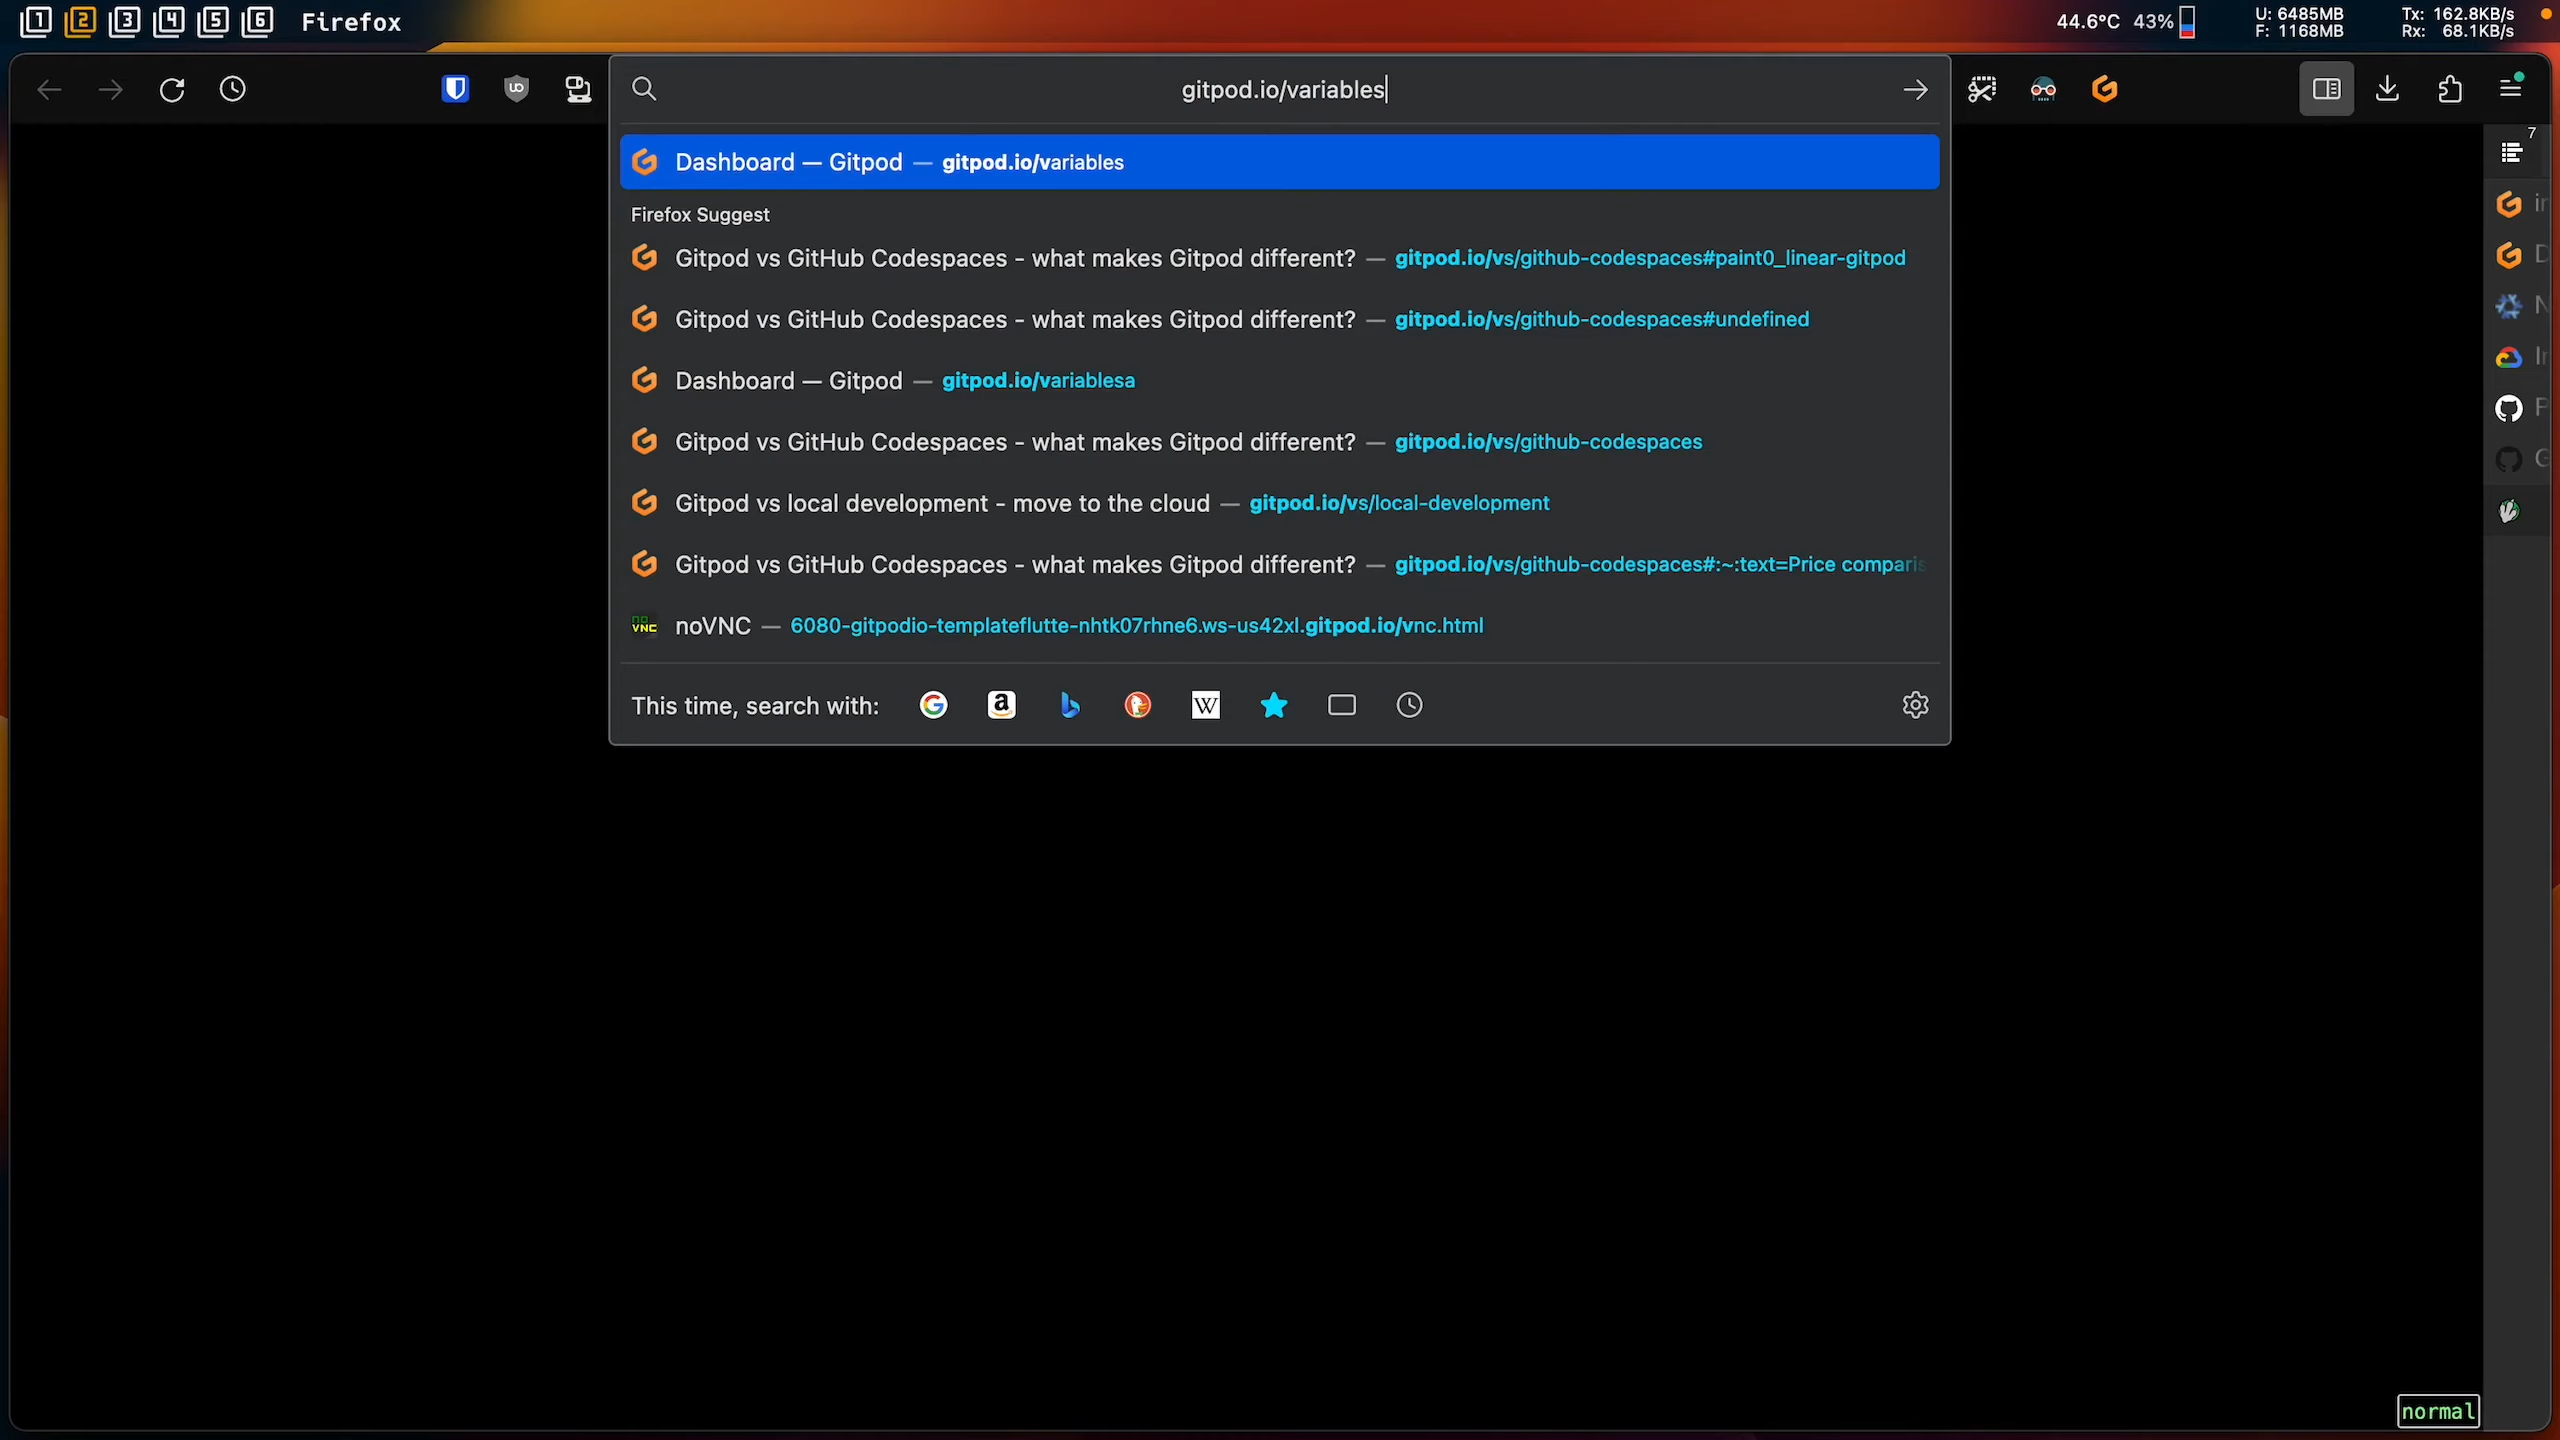 1 2 3 4 5 6 Firefox
44.6°C 43%
U: 6485MB
F: 1168MB
Tx: 162.8KB/s
Rx: 68.1KB/s
gitpod.io/variables
Dashboard — Gitpod — gitpod.io/variables
Firefox Suggest
Gitpod vs GitHub Codespaces - what makes Gitpod different? — gitpod.io/vs/github-codespaces#paint0_linear-gitpod
Gitpod vs GitHub Codespaces - what makes Gitpod different? — gitpod.io/vs/github-codespaces#undefined
Dashboard — Gitpod — gitpod.io/variablesa
Gitpod vs GitHub Codespaces - what makes Gitpod different? — gitpod.io/vs/github-codespaces
Gitpod vs local development - move to the cloud — gitpod.io/vs/local-development
Gitpod vs GitHub Codespaces - what makes Gitpod different? — gitpod.io/vs/github-codespaces#:~:text=Price comparis
noVNC — 6080-gitpodio-templateflutte-nhtk07rhne6.ws-us42xl.gitpod.io/vnc.html
This time, search with:
7
normal